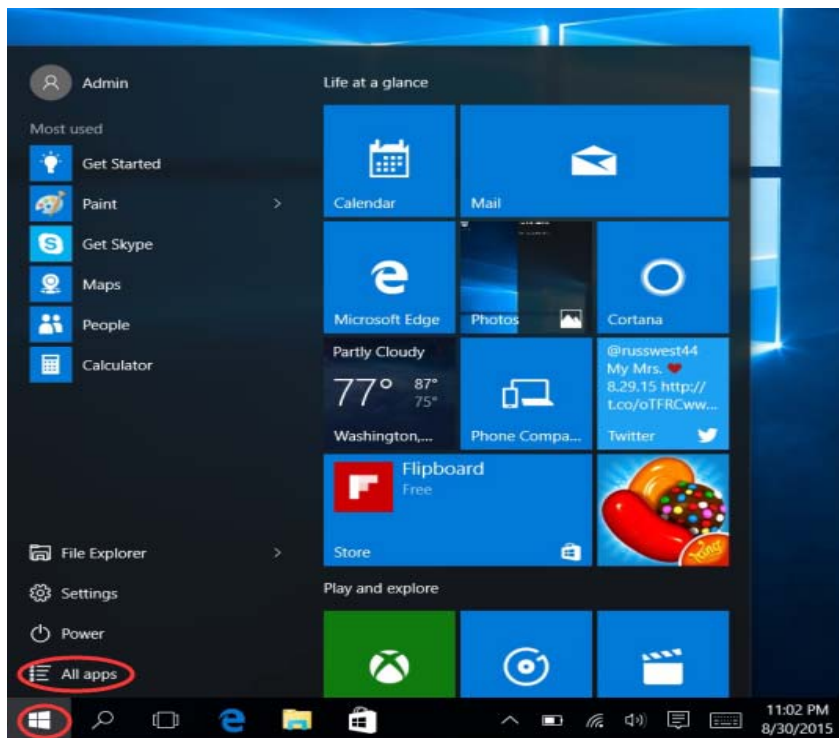 Admin
Most used
Get Started
Paint
Get Skype
Maps
People
Calculator
File Explorer
Settings
Power
All apps
Life at a glance
Calendar
Mail
Microsoft Edge
Photos
Cortana
Partly Cloudy
77° 87°
75°
Washington,...
Phone Compa...
@russwest44
My Mrs. ❤
8.29.15 http://
t.co/oTFRCww...
Twitter
Flipboard
Free
Store
King
Play and explore
11:02 PM
8/30/2015